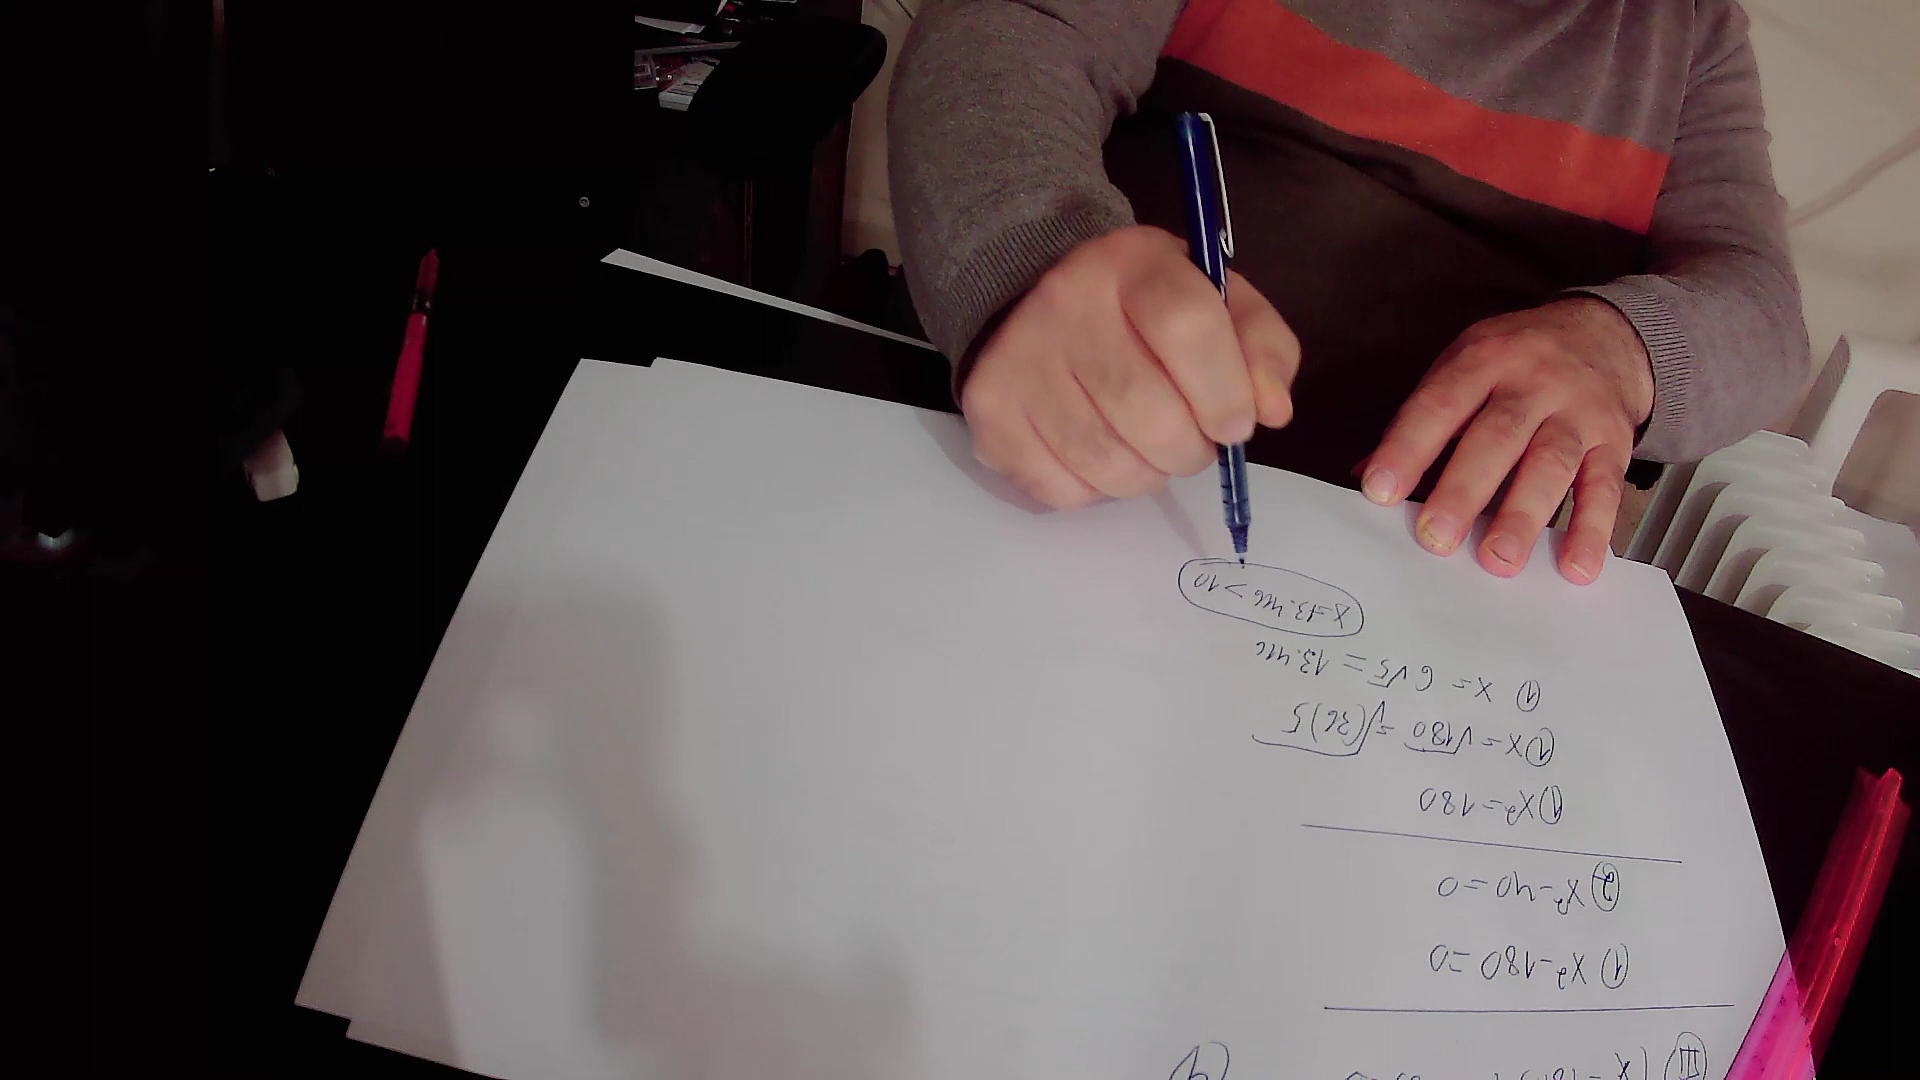 ① x²-180=0
② x²-40=0
① x²=180
① x=√180=√(36)5
① x=6√5=13.416
x=13.416>10